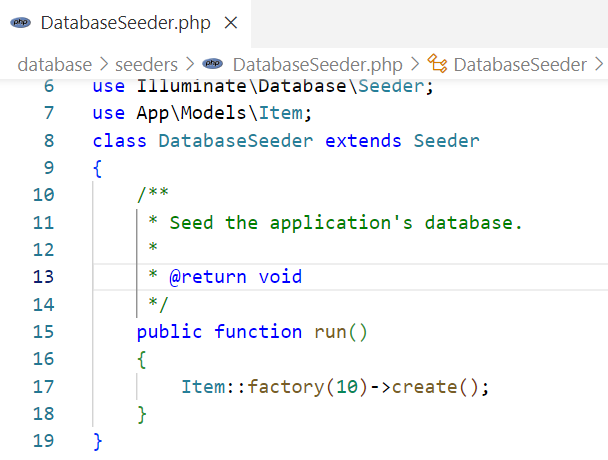 php DatabaseSeeder.php ×
database > seeders > php DatabaseSeeder.php > DatabaseSeeder >
6 use Illuminate\Database\Seeder;
7 use App\Models\Item;
8 class DatabaseSeeder extends Seeder
9 {
10 /**
11 * Seed the application's database.
12 *
13 * @return void
14 */
15 public function run()
16 {
17 Item::factory(10)->create();
18 }
19 }